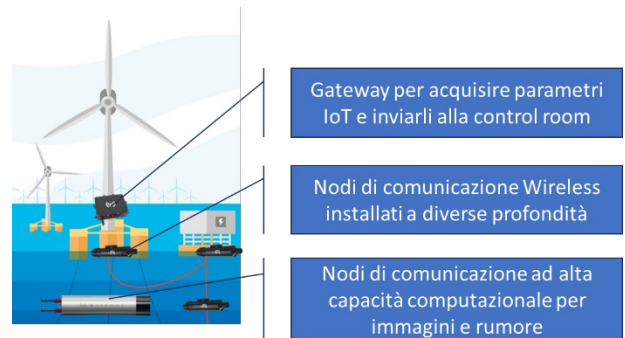 Gateway per acquisire parametri
IoT e inviarli alla control room
Nodi di comunicazione Wireless
installati a diverse profondità
Nodi di comunicazione ad alta
capacità computazionale per
immagini e rumore